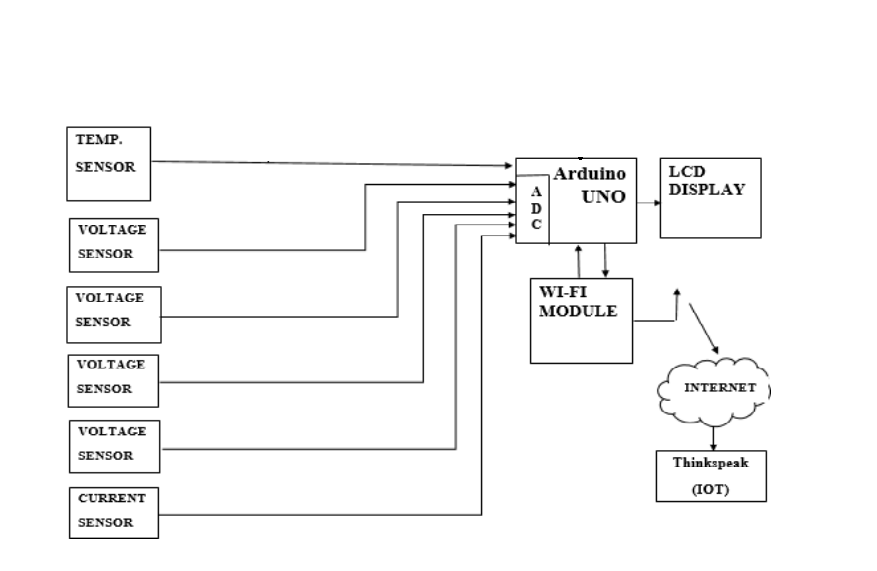 TEMP.
SENSOR
VOLTAGE
SENSOR
VOLTAGE
SENSOR
VOLTAGE
SENSOR
VOLTAGE
SENSOR
CURRENT
SENSOR
A
D
C
Arduino
UNO
LCD
DISPLAY
WI-FI
MODULE
INTERNET
Thinkspeak
(IOT)